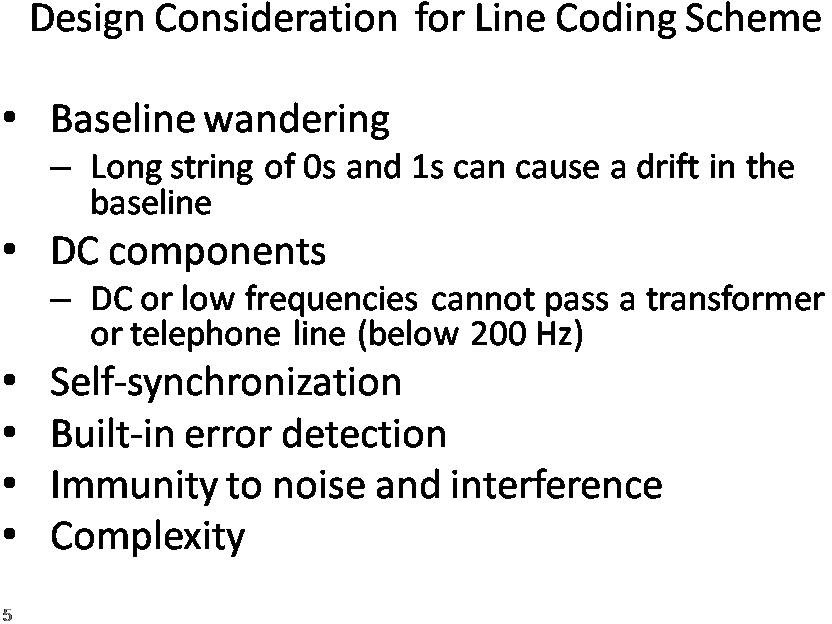 Design Consideration for Line Coding Scheme
• Baseline wandering
– Long string of 0s and 1s can cause a drift in the
baseline
• DC components
– DC or low frequencies cannot pass a transformer
or telephone line (below 200 Hz)
• Self-synchronization
• Built-in error detection
• Immunity to noise and interference
• Complexity
5